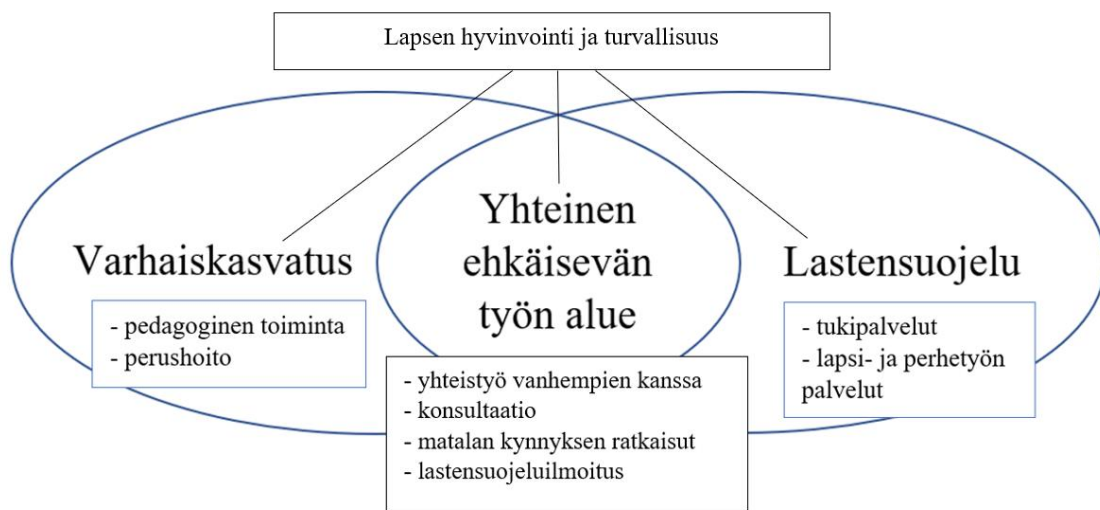 Lapsen hyvinvointi ja turvallisuus
Varhaiskasvatus
- pedagoginen toiminta
- perushoito
Yhteinen
ehkäisevän
työn alue
- yhteistyö vanhempien kanssa
- konsultaatio
- matalan kynnyksen ratkaisut
- lastensuojeluilmoitus
Lastensuojelu
- tukipalvelut
- lapsi- ja perhetyön
palvelut